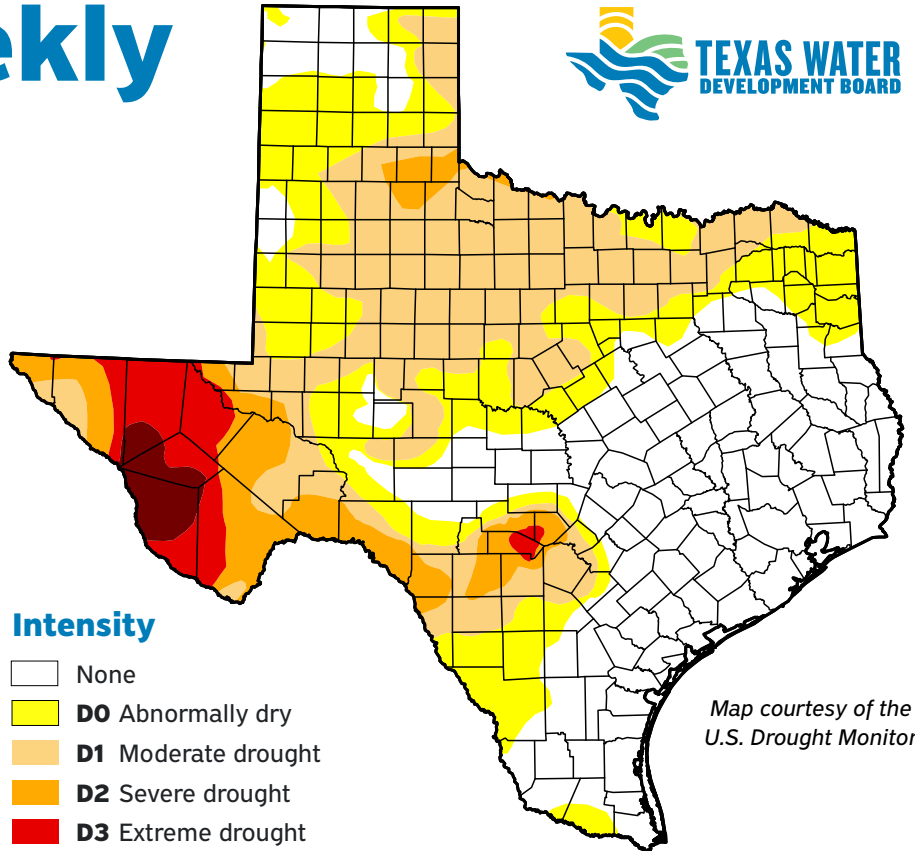 ekly
TEXAS WATER
DEVELOPMENT BOARD
Intensity
None
D0 Abnormally dry
D1 Moderate drought
D2 Severe drought
D3 Extreme drought
Map courtesy of the
U.S. Drought Monitor